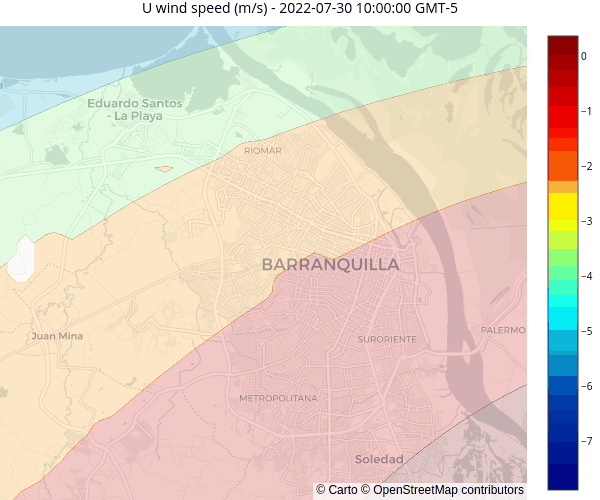 U wind speed (m/s) - 2022-07-30 10:00:00 GMT-5
Eduardo Santos
- La Playa
RIOMAR
BARRANQUILLA
Juan Mina
SURORIENTE
PALERMO
METROPOLITANA
Soledad
© Carto © OpenStreetMap contributors
0
−1
−2
−3
−4
−5
−6
−7